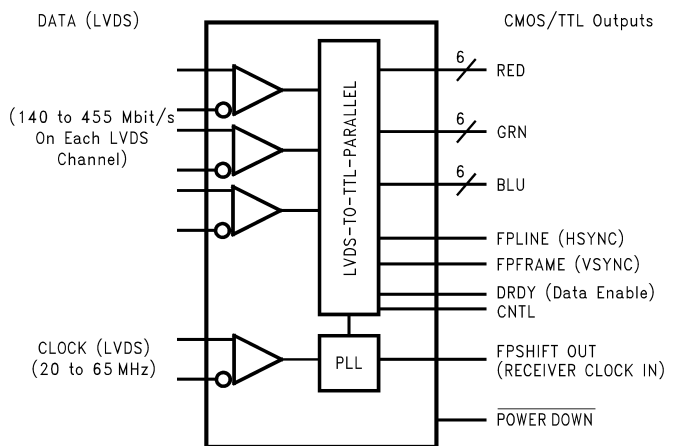 DATA (LVDS)
CMOS/TTL Outputs
(140 to 455 Mbit/s
On Each LVDS
Channel)
LVDS-TO-TTL-PARALLEL
6
RED
6
GRN
6
BLU
FPLINE (HSYNC)
FPFRAME (VSYNC)
DRDY (Data Enable)
CNTL
CLOCK (LVDS)
(20 to 65 MHz)
PLL
FPSHIFT OUT
(RECEIVER CLOCK IN)
POWER DOWN